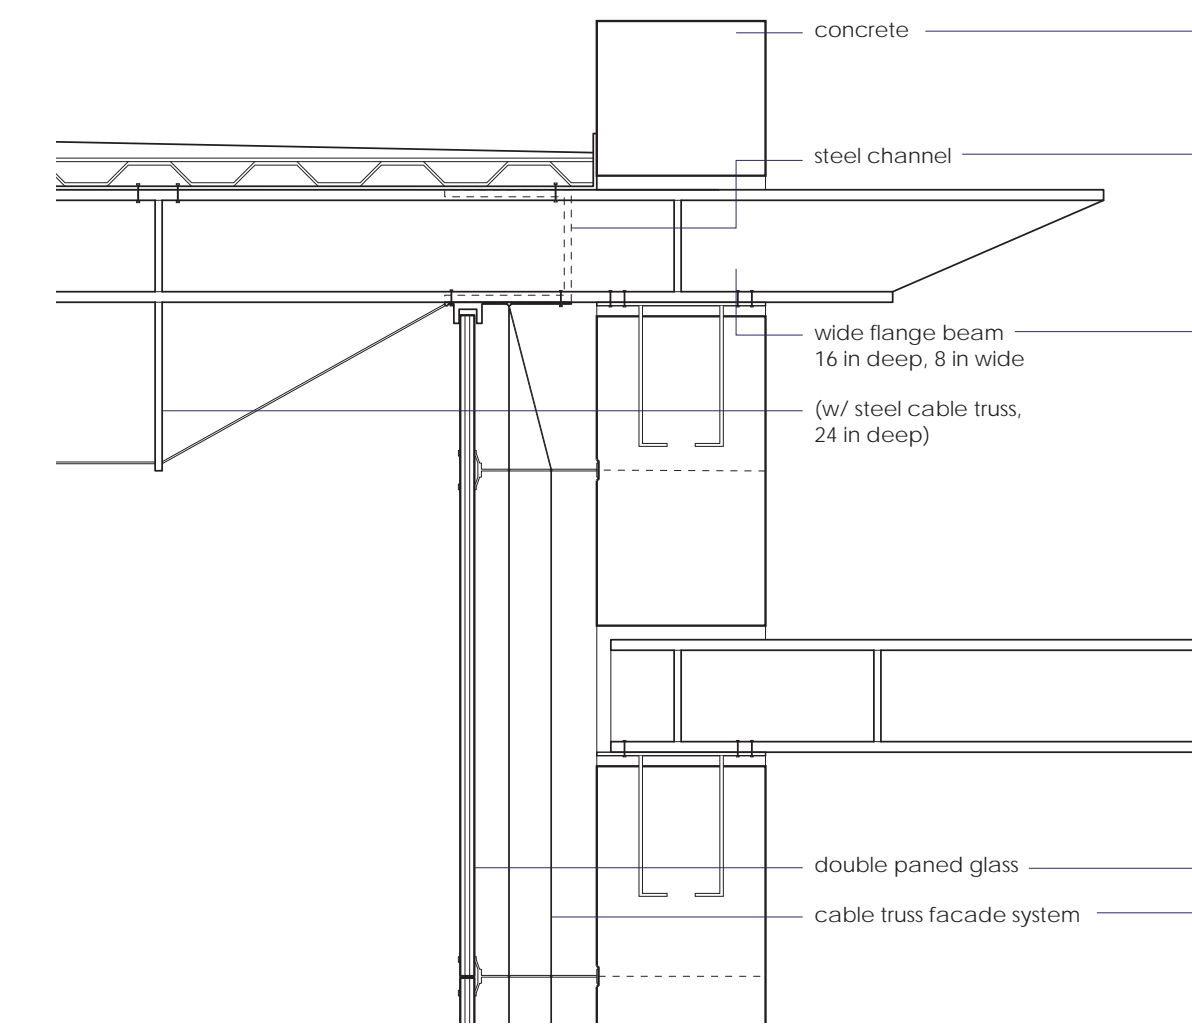 concrete
steel channel
wide flange beam
16 in deep, 8 in wide
(w/ steel cable truss,
24 in deep)
double paned glass
cable truss facade system